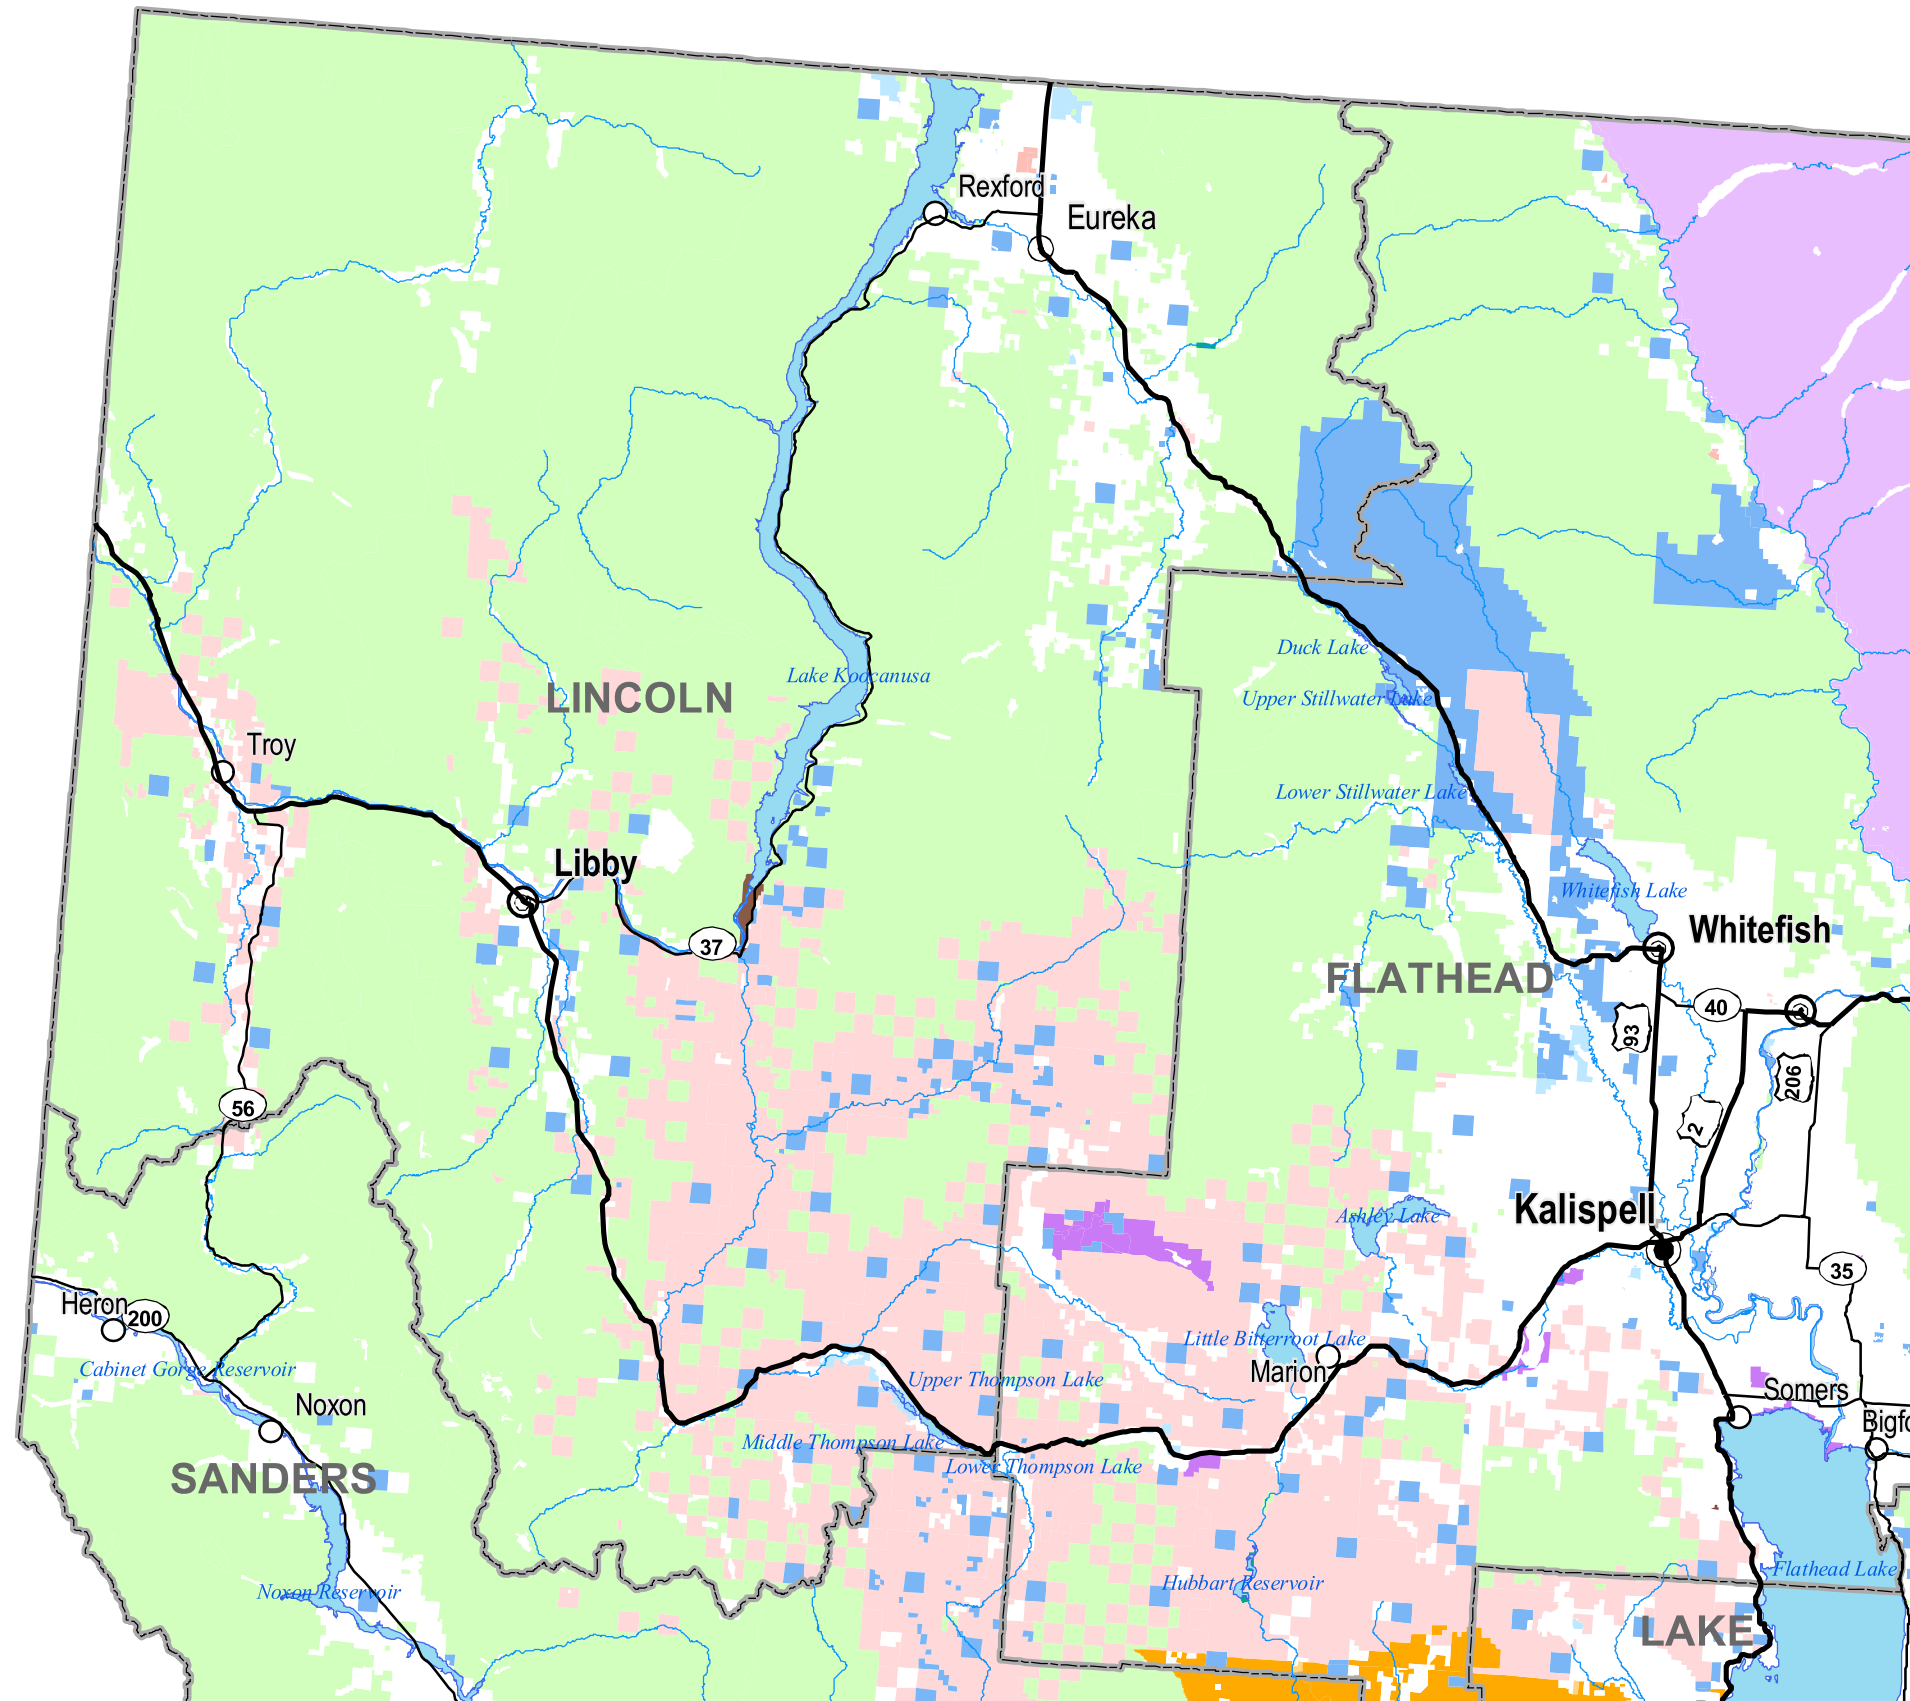 Rexford
Eureka
Duck Lake
Lake Koocanusa
LINCOLN
Upper Stillwater Lake
Troy
Lower Stillwater Lake
Libby
Whitefish Lake
Whitefish
37
FLATHEAD
40
93
206
56
2
Kalispell
Ashley Lake
35
Heron
200
Little Bitterroot Lake
Cabinet Gorge Reservoir
Marion
Upper Thompson Lake
Somers
Noxon
Bigfo
Middle Thompson Lake
Lower Thompson Lake
SANDERS
Flathead Lake
Hubbart Reservoir
Noxon Reservoir
LAKE